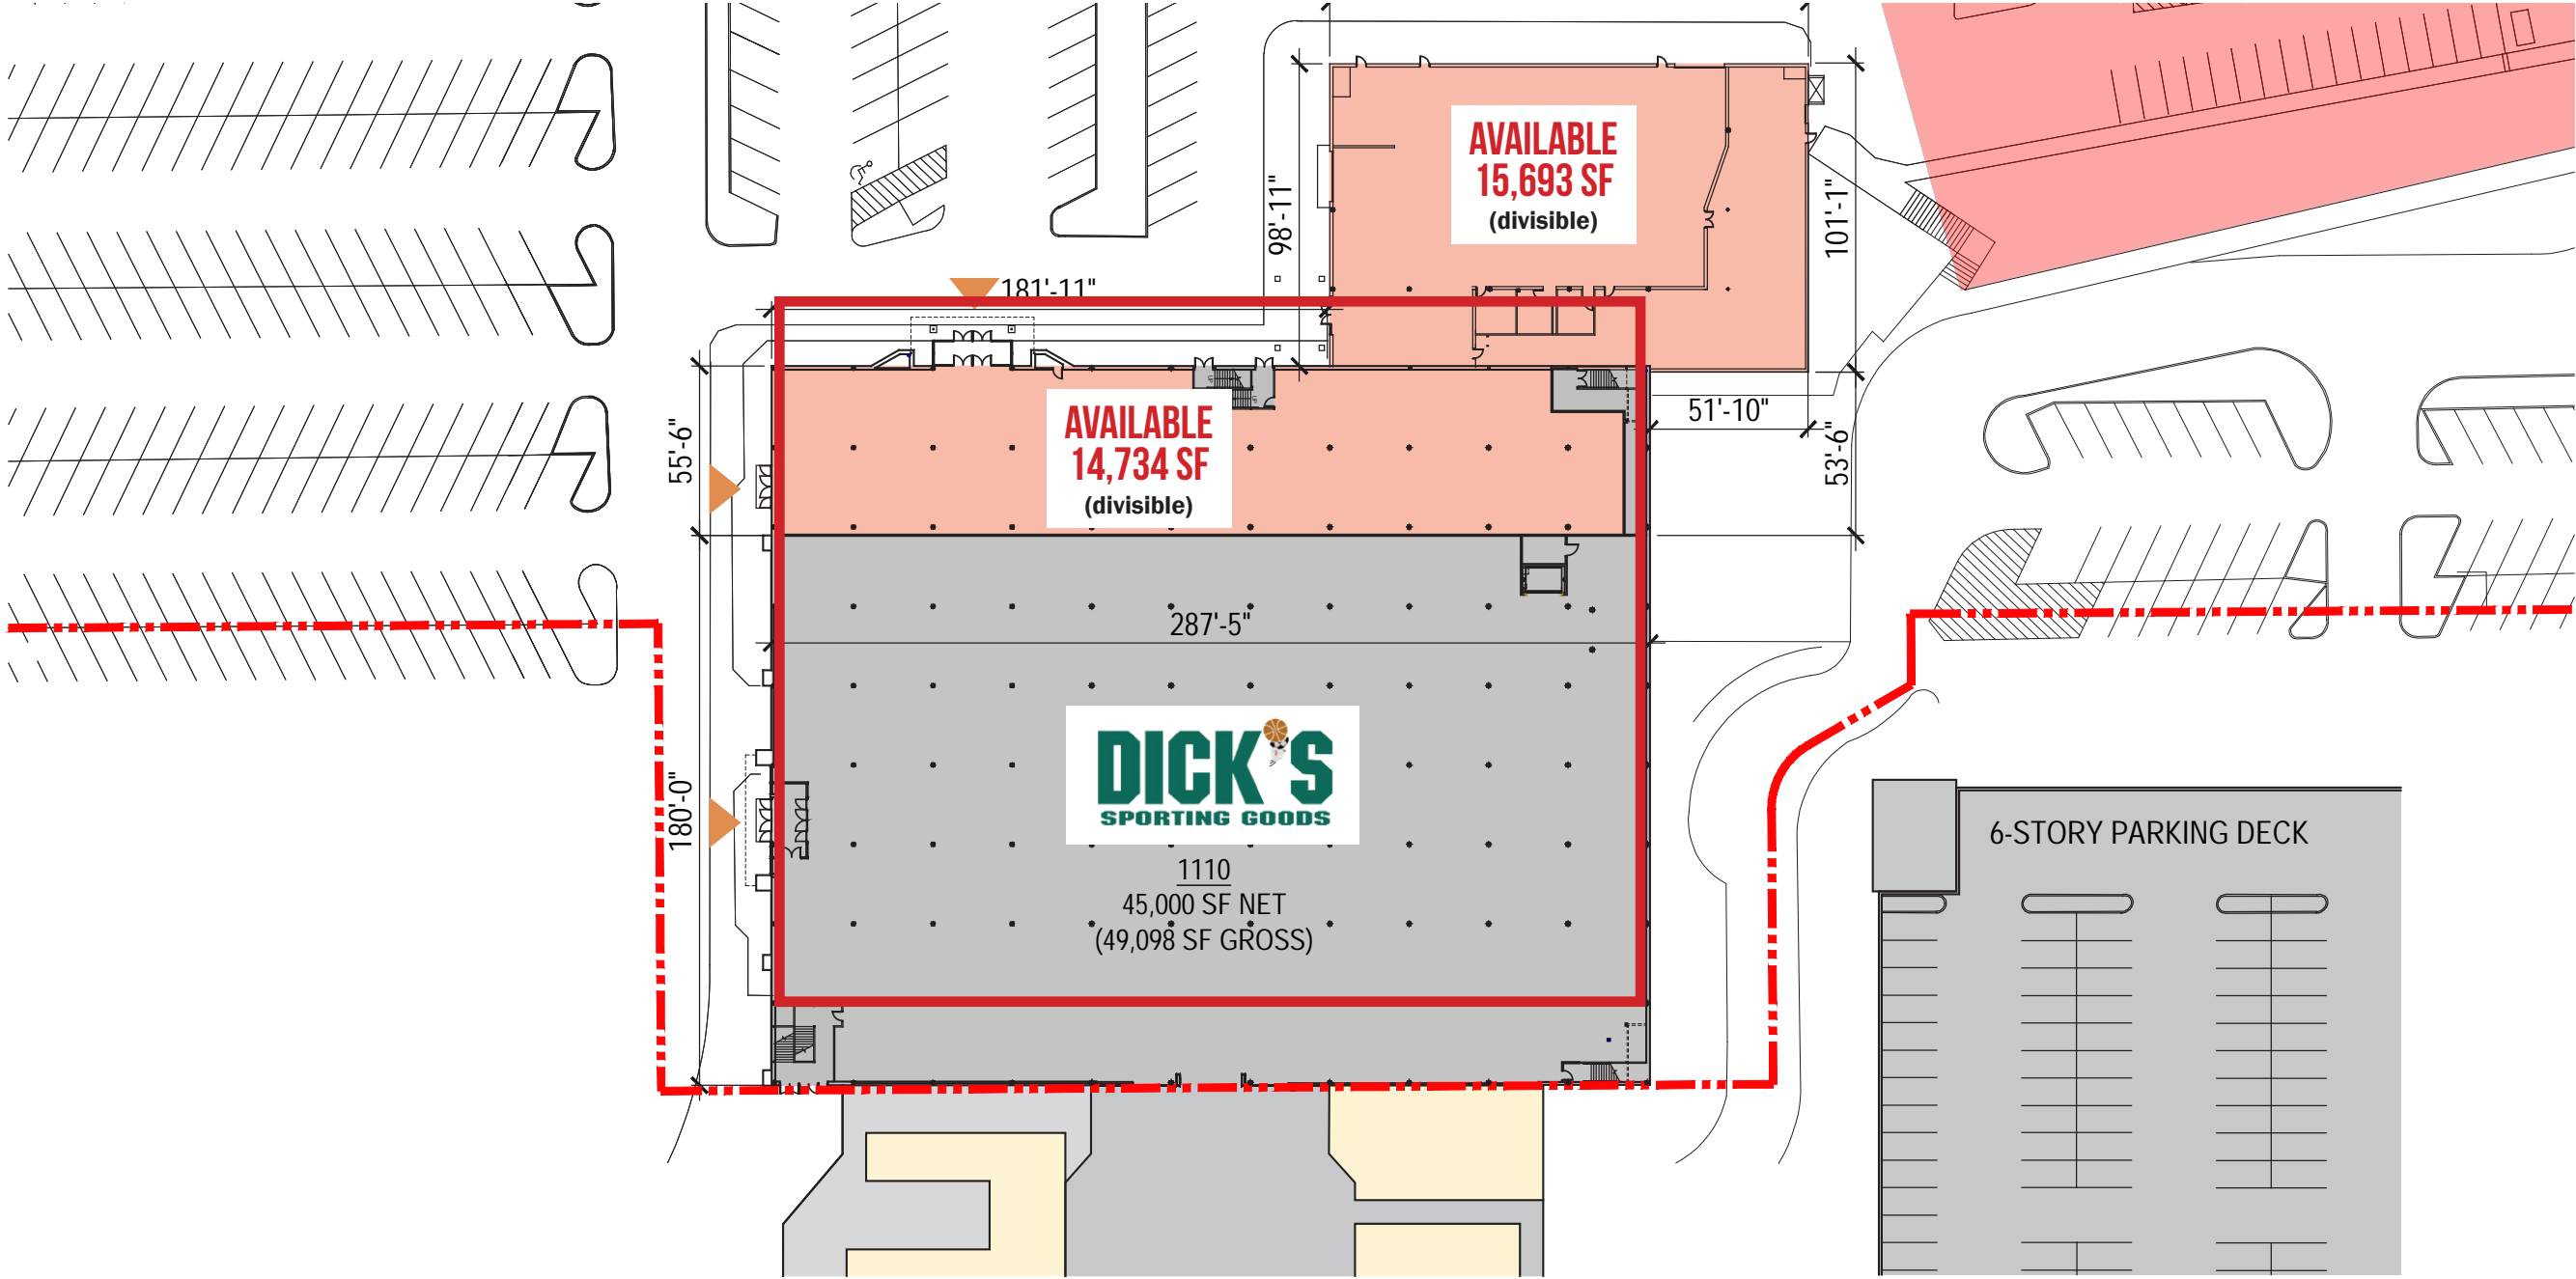 AVAILABLE
15,693 SF
(divisible)
98'-11"
101'-1"
181'-11"
51'-10"
55'-6"
53'-6"
AVAILABLE
14,734 SF
(divisible)
UP
UP
287'-5"
DICK'S
SPORTING GOODS
180'-0"
1110
45,000 SF NET
(49,098 SF GROSS)
6-STORY PARKING DECK